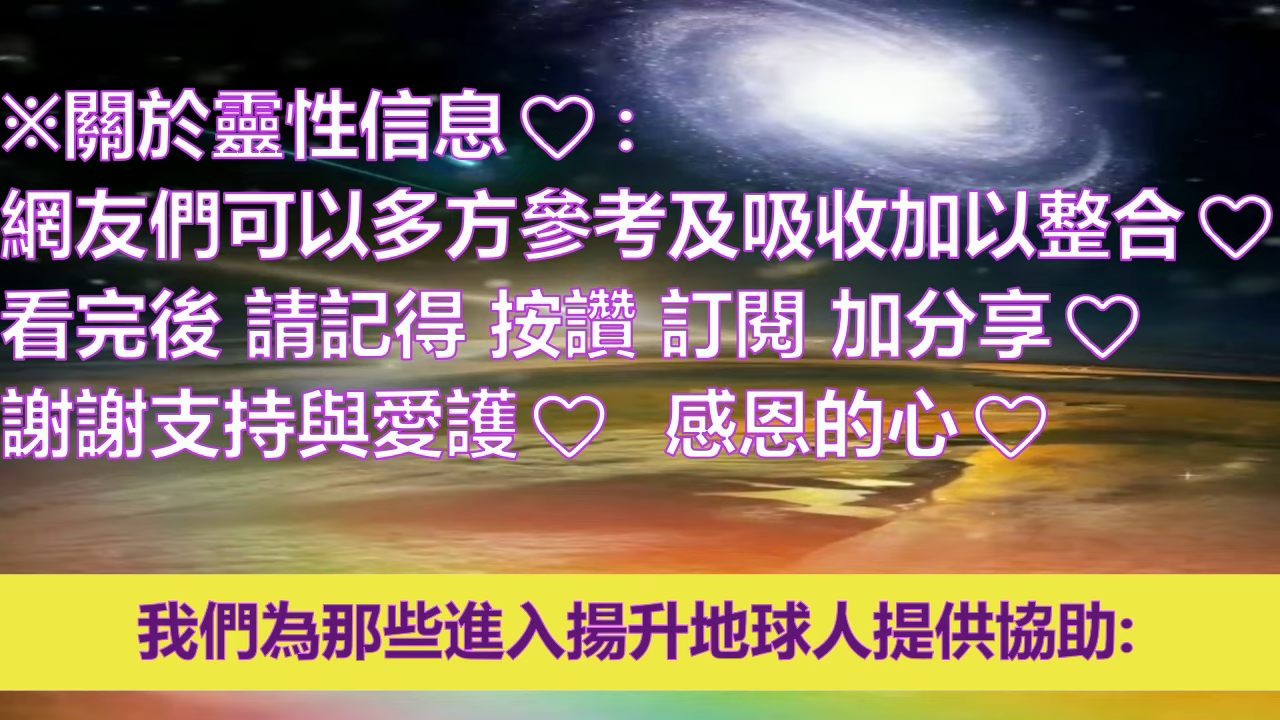 ※關於靈性信息♡：
網友們可以多方參考及吸收加以整合♡
看完後 請記得 按讚 訂閱 加分享♡
謝謝支持與愛護♡ 感恩的心♡
我們為那些進入揚升地球人提供協助: